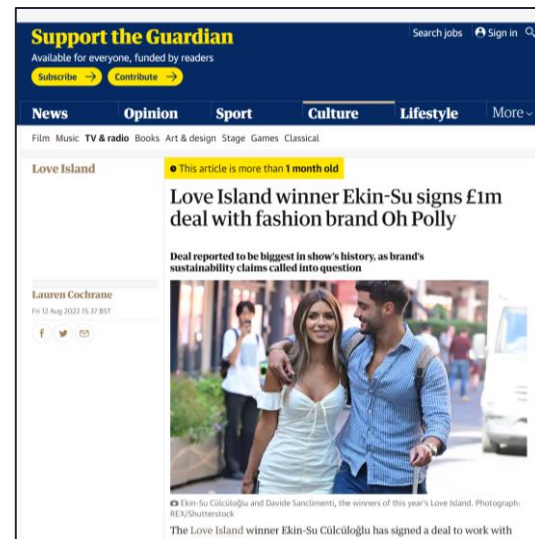 Support the Guardian
Search jobs Sign in
Available for everyone, funded by readers
Subscribe → Contribute →
News Opinion Sport Culture Lifestyle More
Film Music TV & radio Books Art & design Stage Games Classical
Love Island
This article is more than 1 month old
Love Island winner Ekin-Su signs £1m
deal with fashion brand Oh Polly
Deal reported to be biggest in show's history, as brand's
sustainability claims called into question
Lauren Cochrane
Fri 12 Aug 2022 15.37 BST
Ekin-Su Cülcüloğlu and Davide Sanclimenti, the winners of this year's Love Island. Photograph:
REX/Shutterstock
The Love Island winner Ekin-Su Cülcüloğlu has signed a deal to work with